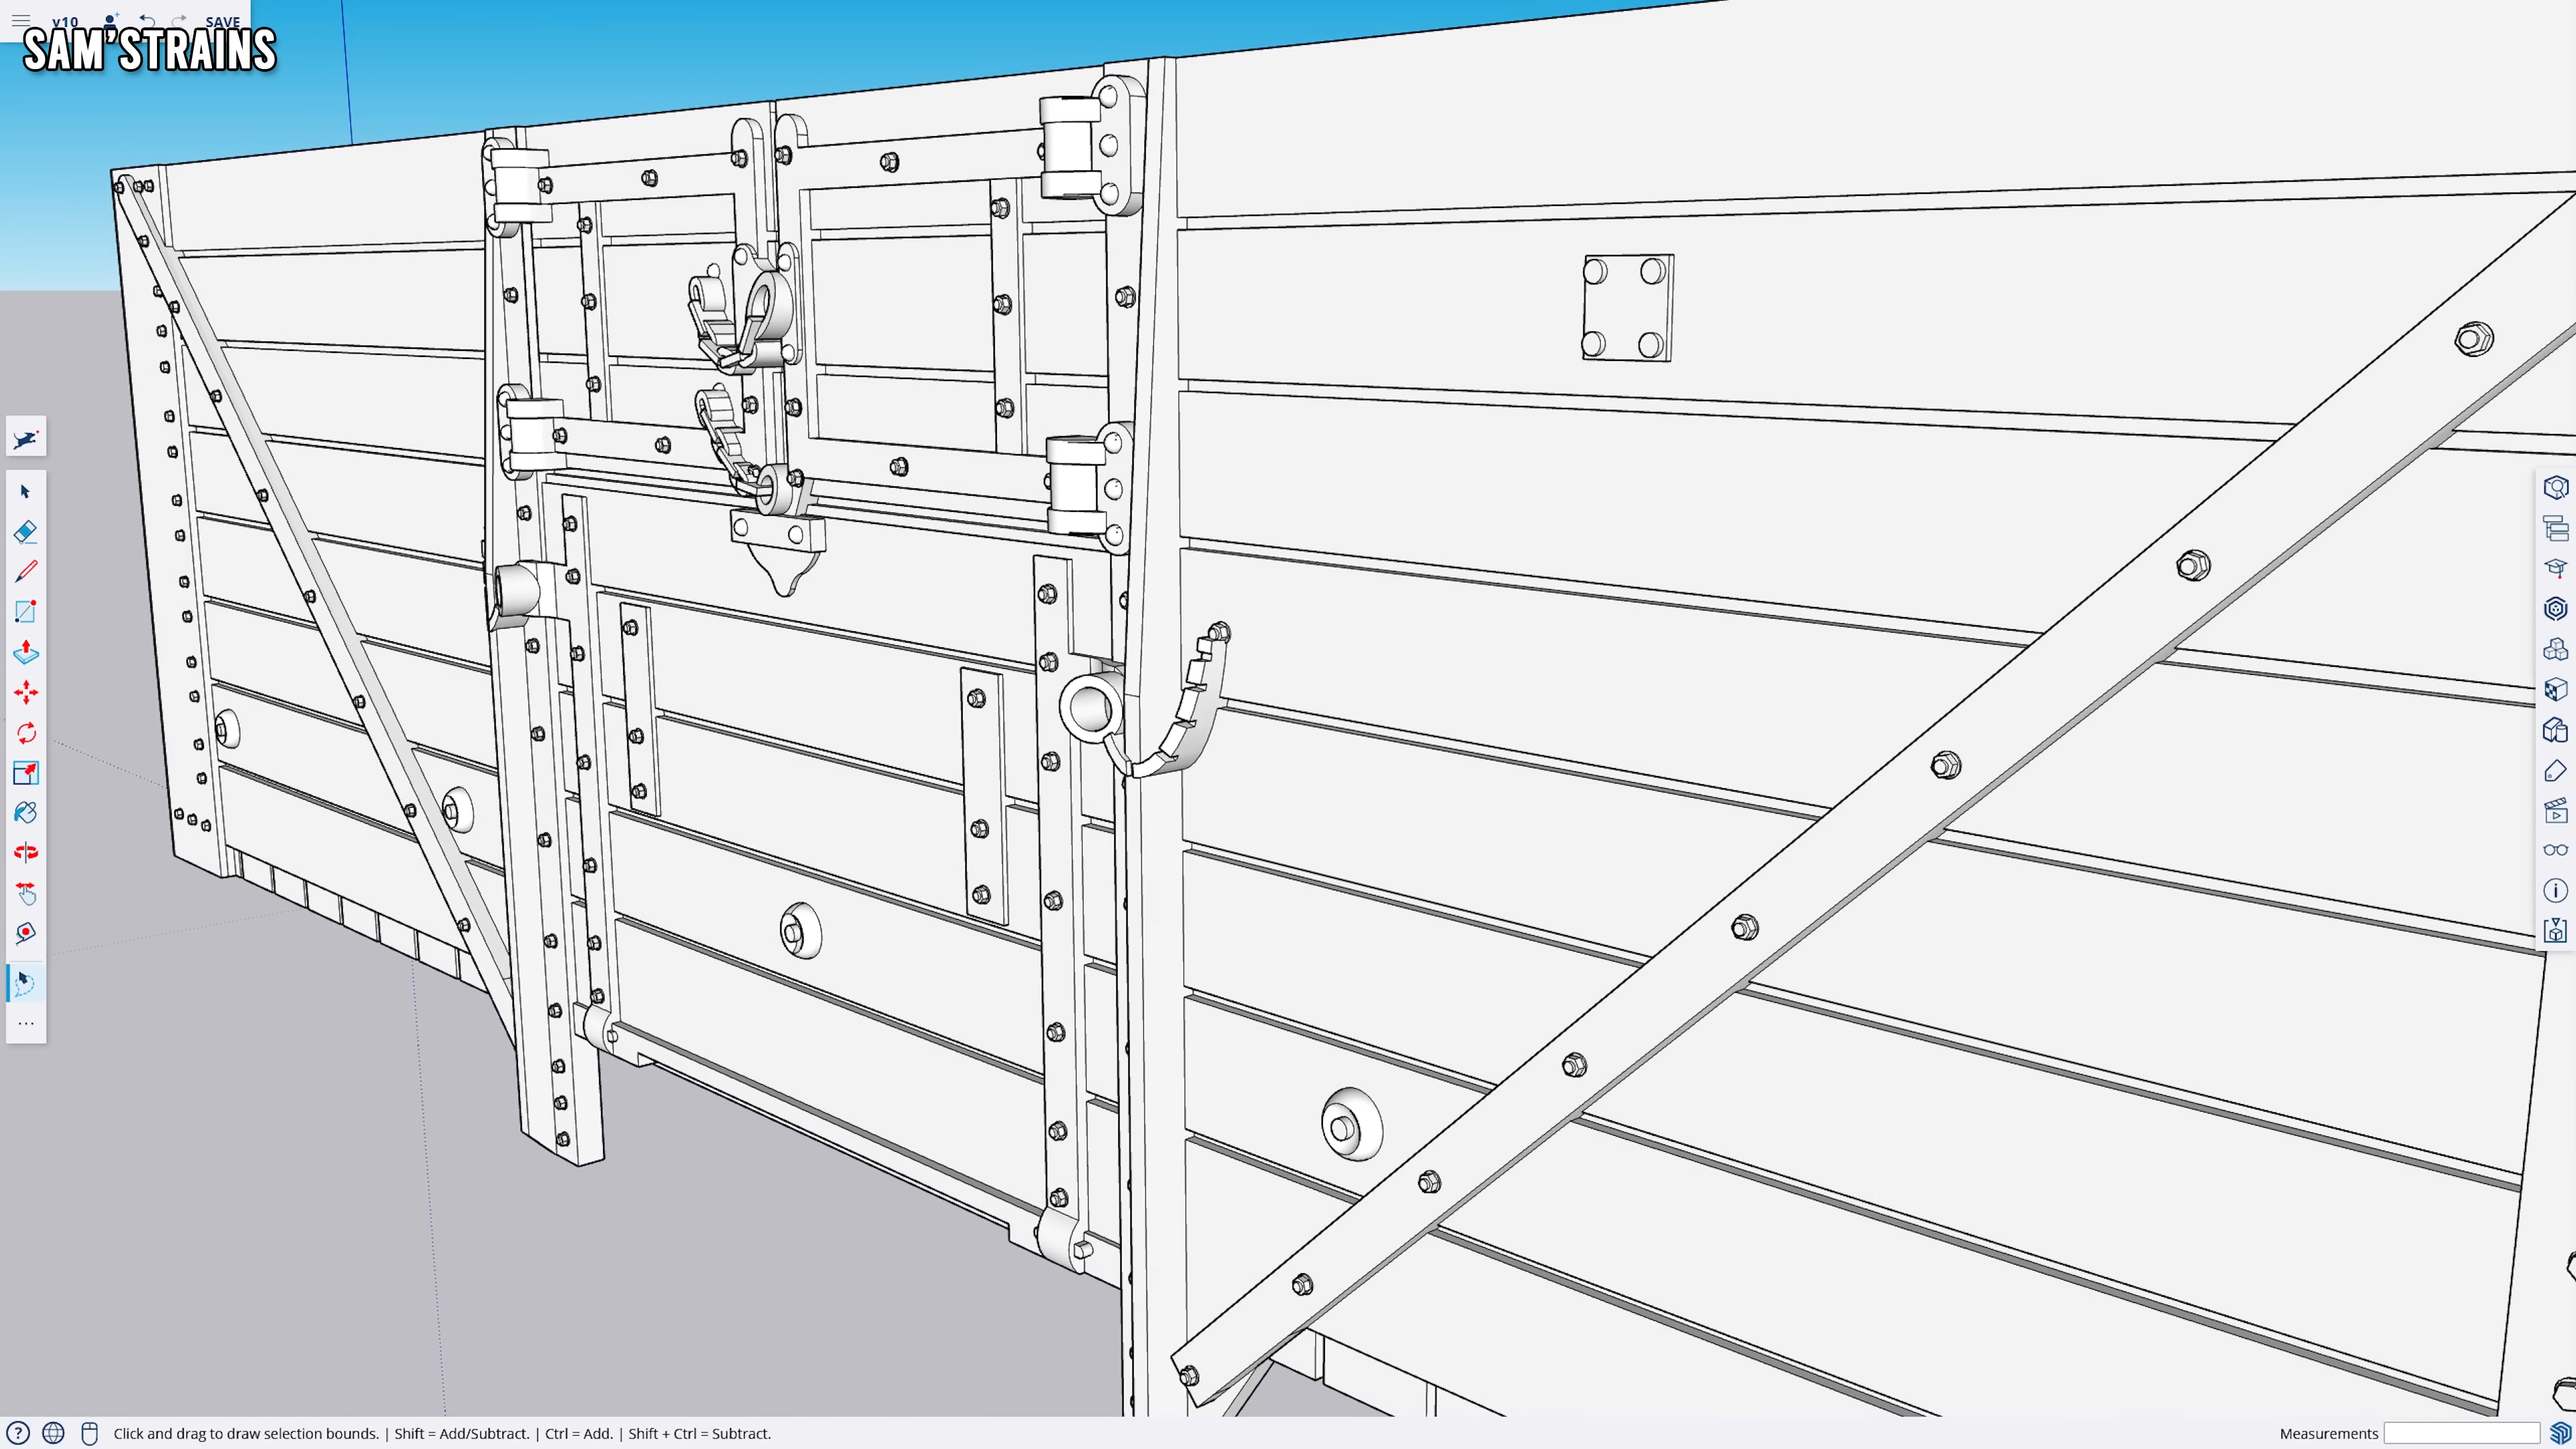 v10 SAVE
SAM'STRAINS
Click and drag to draw selection bounds. | Shift = Add/Subtract. | Ctrl = Add. | Shift + Ctrl = Subtract.
Measurements